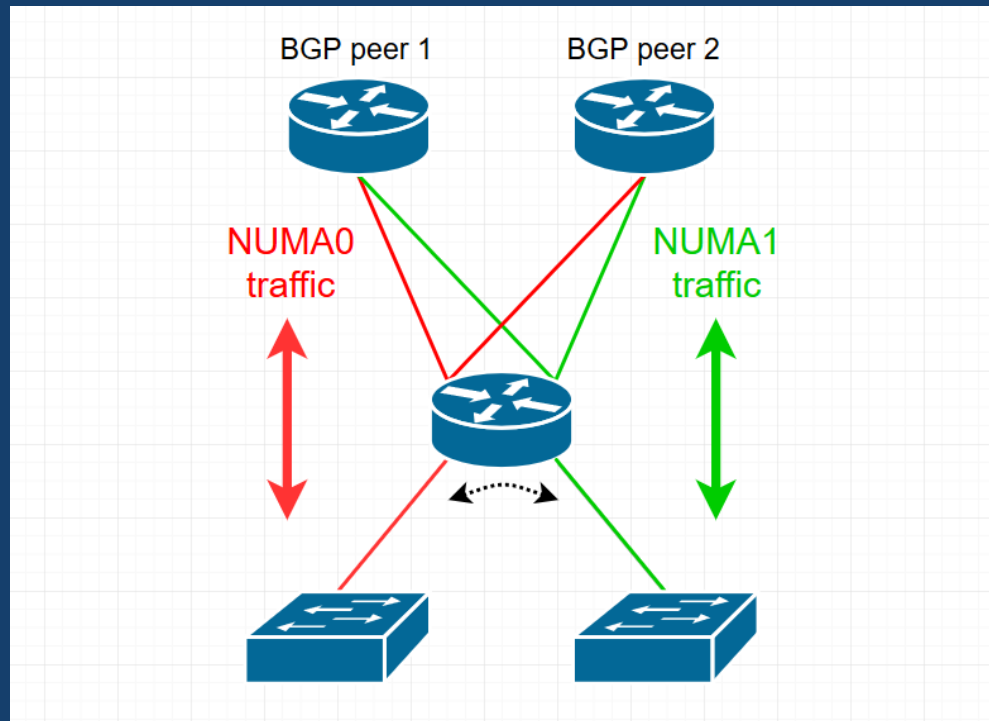 BGP peer 1
BGP peer 2
NUMA0
traffic
NUMA1
traffic